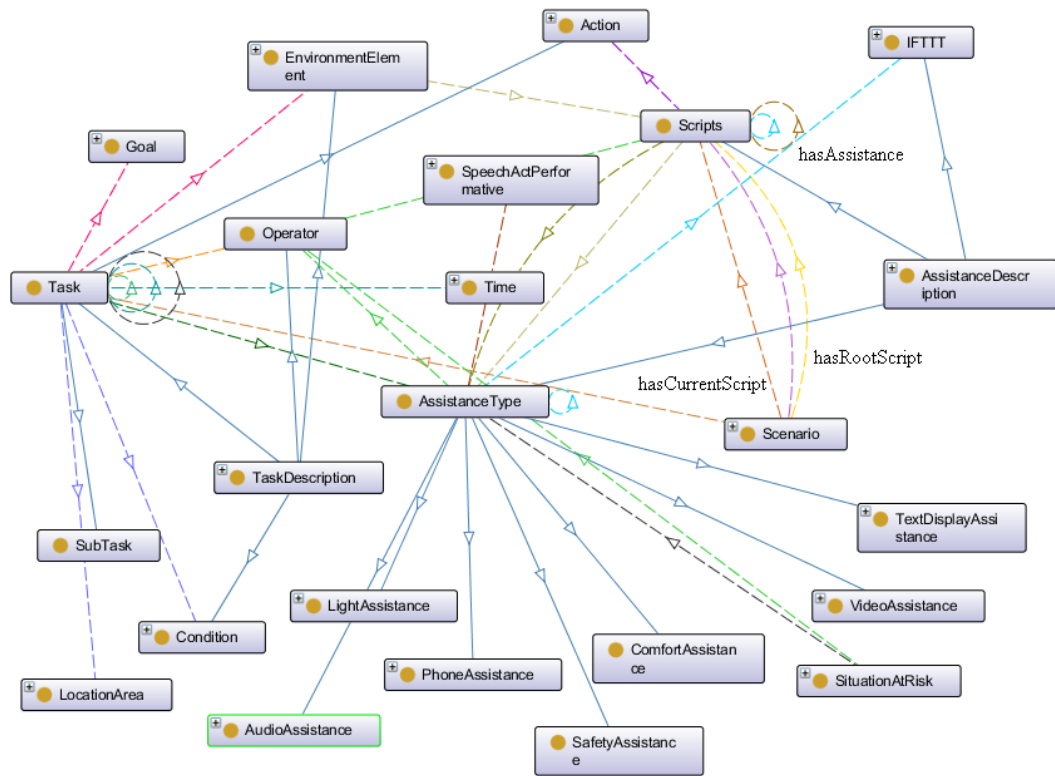 Action
IFTTT
EnvironmentElem
ent
Scripts
Goal
hasAssistance
SpeechActPerfor
mative
Operator
Task
Time
AssistanceDescr
iption
hasRootScript
hasCurrentScript
AssistanceType
Scenario
TaskDescription
TextDisplayAssi
stance
SubTask
LightAssistance
VideoAssistance
Condition
ComfortAssistan
ce
PhoneAssistance
SituationAtRisk
LocationArea
AudioAssistance
SafetyAssistanc
e